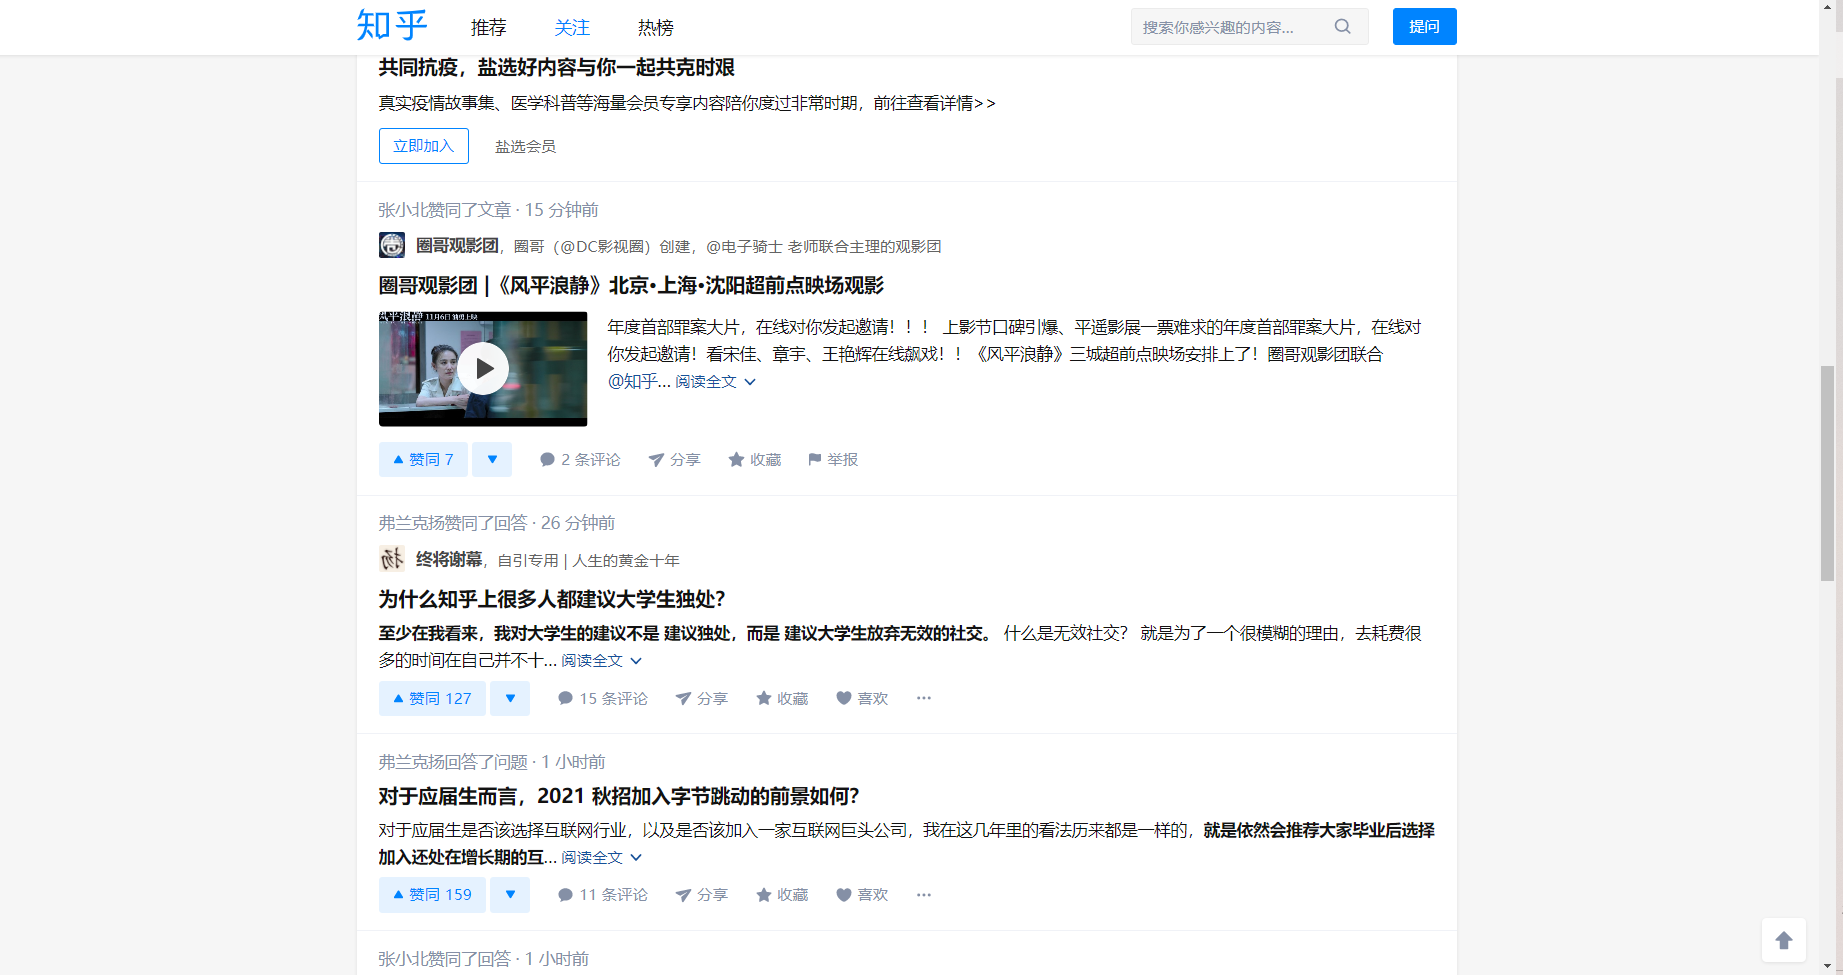 知乎 推荐 关注 热榜 搜索你感兴趣的内容... 提问
共同抗疫，盐选好内容与你一起共克时艰
真实疫情故事集、医学科普等海量会员专享内容陪你度过非常时期，前往查看详情>>
立即加入 盐选会员
张小北赞同了文章 · 15 分钟前
圈哥观影团，圈哥（@DC影视圈）创建，@电子骑士 老师联合主理的观影团
圈哥观影团 |《风平浪静》北京•上海•沈阳超前点映场观影
风平浪静 11月6日
年度首部罪案大片，在线对你发起邀请！！！ 上影节口碑引爆、平遥影展一票难求的年度首部罪案大片，在线对
你发起邀请！看宋佳、章宇、王艳辉在线飙戏！！《风平浪静》三城超前点映场安排上了！圈哥观影团联合
@知乎... 阅读全文
赞同 7 2 条评论 分享 收藏 举报
弗兰克扬赞同了回答 · 26 分钟前
扬 终将谢幕，自引专用 | 人生的黄金十年
为什么知乎上很多人都建议大学生独处？
至少在我看来，我对大学生的建议不是 建议独处，而是 建议大学生放弃无效的社交。 什么是无效社交？ 就是为了一个很模糊的理由，去耗费很
多的时间在自己并不十... 阅读全文
赞同 127 15 条评论 分享 收藏 喜欢 ···
弗兰克扬回答了问题 · 1 小时前
对于应届生而言，2021 秋招加入字节跳动的前景如何？
对于应届生是否该选择互联网行业，以及是否该加入一家互联网巨头公司，我在这几年里的看法历来都是一样的，就是依然会推荐大家毕业后选择
加入还处在增长期的互... 阅读全文
赞同 159 11 条评论 分享 收藏 喜欢 ···
张小北赞同了回答 · 1 小时前